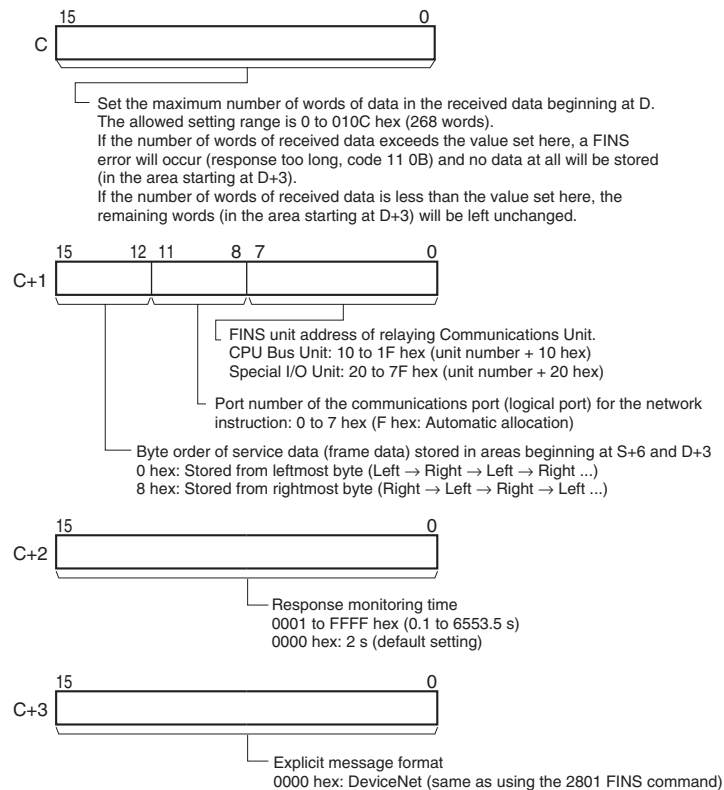 15 0
C
Set the maximum number of words of data in the received data beginning at D.
The allowed setting range is 0 to 010C hex (268 words).
If the number of words of received data exceeds the value set here, a FINS
error will occur (response too long, code 11 0B) and no data at all will be stored
(in the area starting at D+3).
If the number of words of received data is less than the value set here, the
remaining words (in the area starting at D+3) will be left unchanged.
15 12 11 8 7 0
C+1
FINS unit address of relaying Communications Unit.
CPU Bus Unit: 10 to 1F hex (unit number + 10 hex)
Special I/O Unit: 20 to 7F hex (unit number + 20 hex)
Port number of the communications port (logical port) for the network
instruction: 0 to 7 hex (F hex: Automatic allocation)
Byte order of service data (frame data) stored in areas beginning at S+6 and D+3
0 hex: Stored from leftmost byte (Left → Right → Left → Right ...)
8 hex: Stored from rightmost byte (Right → Left → Right → Left ...)
15 0
C+2
Response monitoring time
0001 to FFFF hex (0.1 to 6553.5 s)
0000 hex: 2 s (default setting)
15 0
C+3
Explicit message format
0000 hex: DeviceNet (same as using the 2801 FINS command)